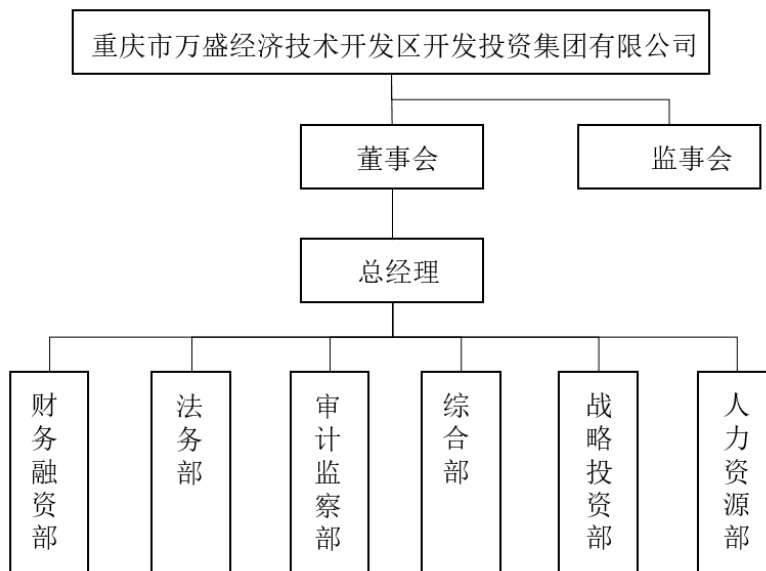 重庆市万盛经济技术开发区开发投资集团有限公司
董事会
监事会
总经理
财务融资部
法务部
审计监察部
综合部
战略投资部
人力资源部